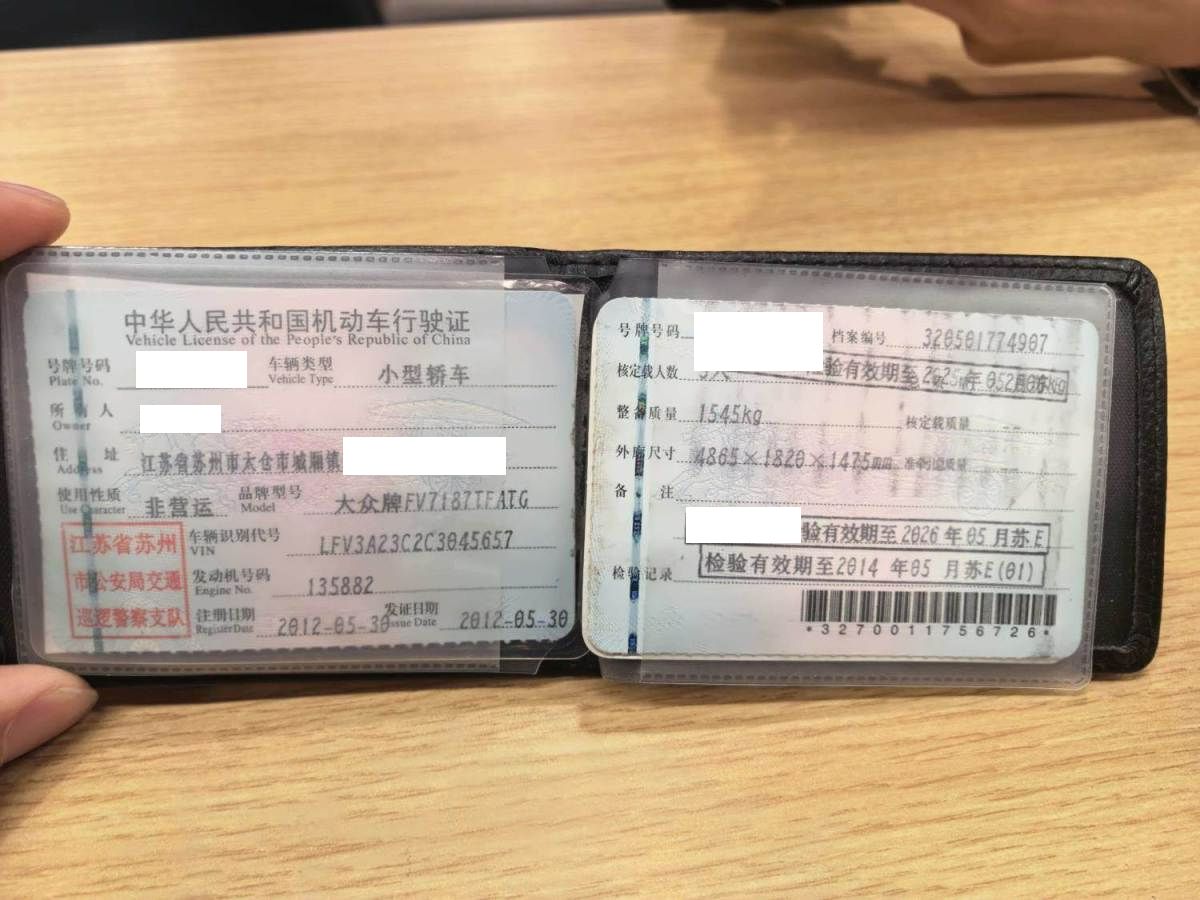 中华人民共和国机动车行驶证
Vehicle License of the People's Republic of China
号牌号码
Plate No.
车辆类型 小型轿车
Vehicle Type
所有人
Owner
住址 江苏省苏州市太仓市城厢镇
Address
使用性质 非营运
Use Character
品牌型号 大众牌FV7187TFATG
Model
江苏省苏州
市公安局交通
巡逻警察支队
车辆识别代号 LFV3A23C2C3045657
VIN
发动机号码 135882
Engine No.
注册日期 2012-05-30
Register Date
发证日期 2012-05-30
Issue Date
号牌号码
档案编号 320501774907
核定载人数 5人
验有效期至2025年05月苏
整备质量 1545kg
核定载质量 --
外廓尺寸 4865×1820×1475mm
备注
验有效期至2026年05月苏E
检验记录
检验有效期至2014年05月苏E(01)
*3270011756726*